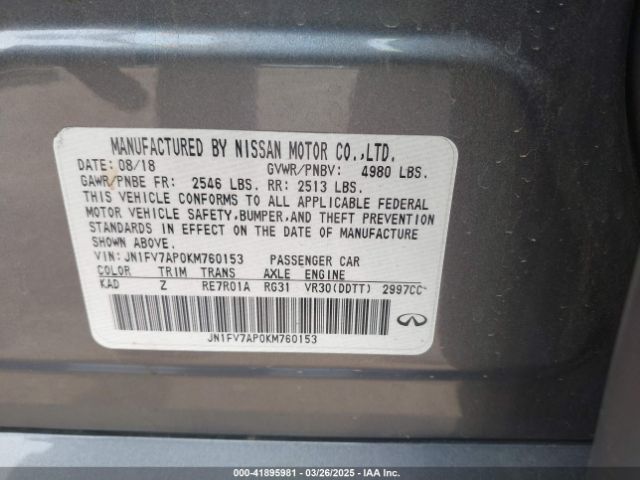 MANUFACTURED BY NISSAN MOTOR CO.,LTD.
DATE: 08/18 GVWR/PNBV: 4980 LBS.
GAWR/PNBE FR: 2546 LBS. RR: 2513 LBS.
THIS VEHICLE CONFORMS TO ALL APPLICABLE FEDERAL
MOTOR VEHICLE SAFETY,BUMPER,AND THEFT PREVENTION
STANDARDS IN EFFECT ON THE DATE OF MANUFACTURE
SHOWN ABOVE.
VIN: JN1FV7AP0KM760153 PASSENGER CAR
COLOR TRIM TRANS AXLE ENGINE
KAD Z RE7R01A RG31 VR30(DDTT) 2997CC
JN1FV7AP0KM760153
INFINITI
000-41895981 | 03/26/2025 | IAA Inc.